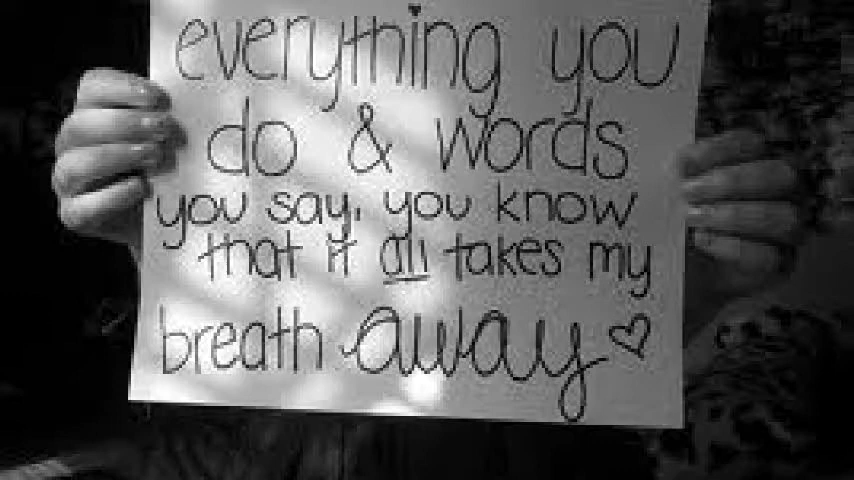 everything you
do & words
you say, you know
that it all takes my
breath away ♡